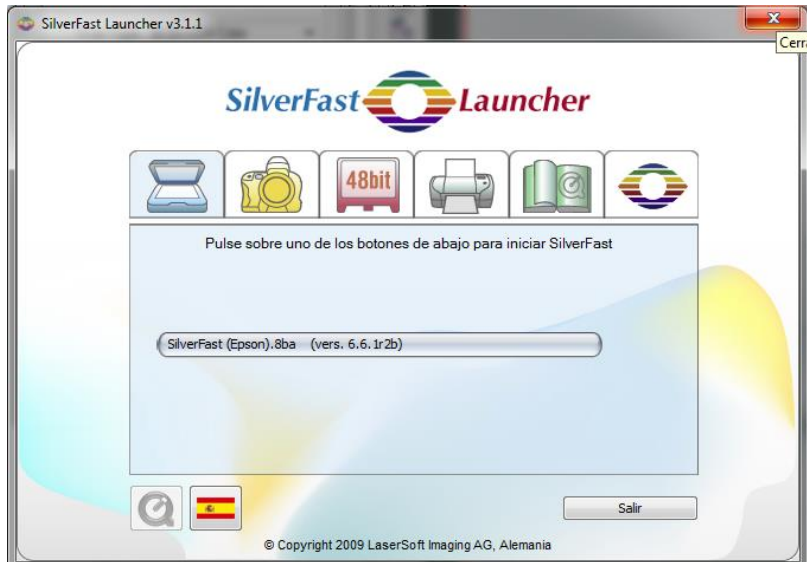 SilverFast Launcher v3.1.1
Cerra
SilverFast Launcher
48bit
Pulse sobre uno de los botones de abajo para iniciar SilverFast
SilverFast (Epson).8ba (vers. 6.6.1r2b)
Salir
© Copyright 2009 LaserSoft Imaging AG, Alemania